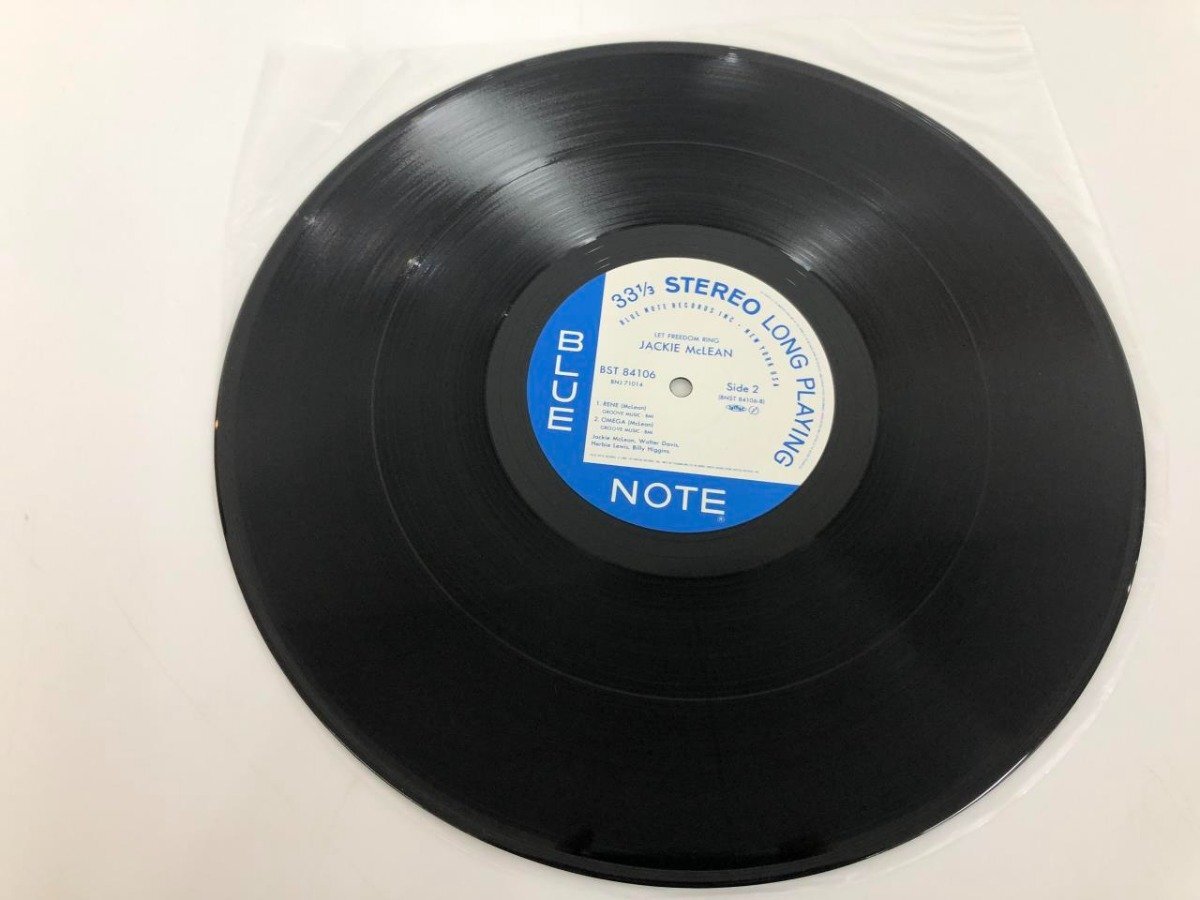 33 1/3 STEREO LONG PLAYING
BLUE NOTE RECORDS INC • NEW YORK USA
LET FREEDOM RING
JACKIE McLEAN
BST 84106
BNJ 71014
Side 2
(BNST 84106-B)
1. RENE (McLean)
GROOVE MUSIC - BMI
2. OMEGA (McLean)
GROOVE MUSIC - BMI
Jackie McLean, Walter Davis,
Herbie Lewis, Billy Higgins
BLUE
NOTE
®